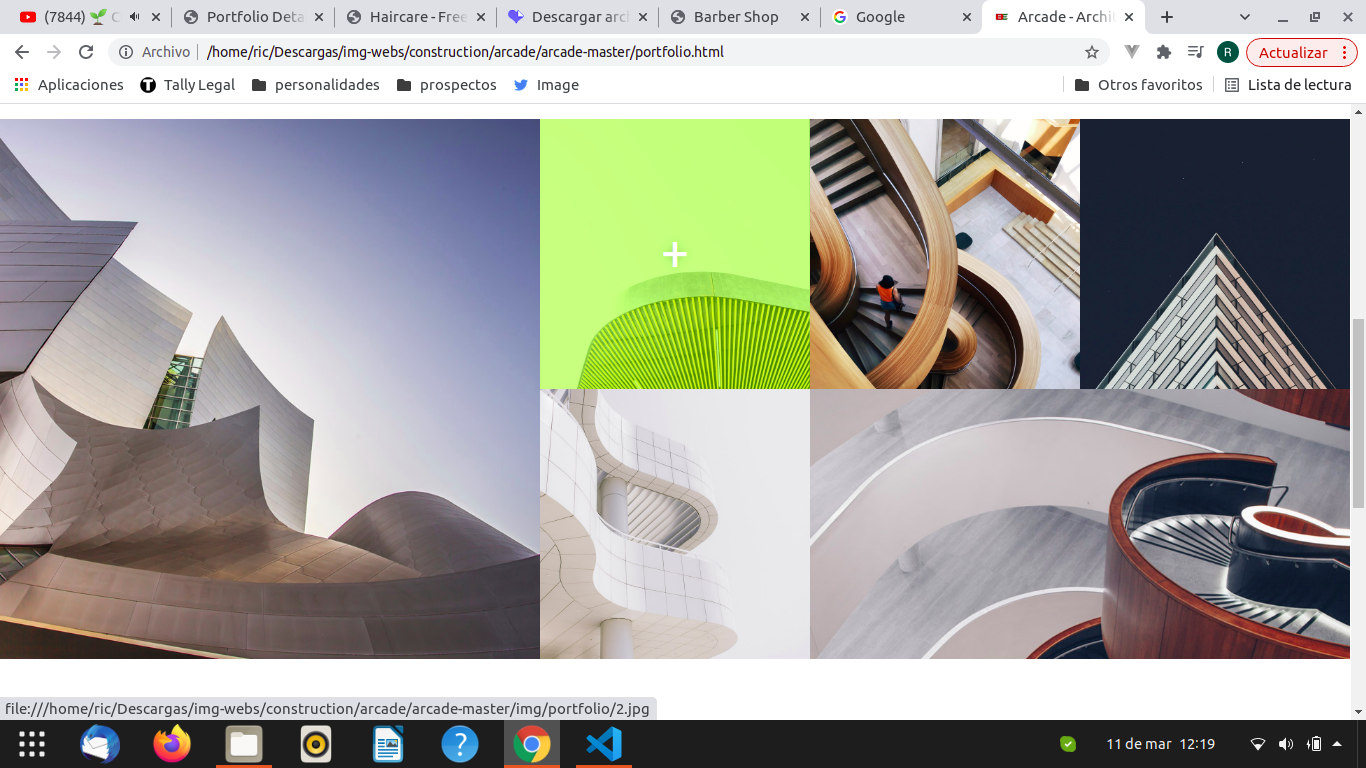 (7844) 🌱 C
Portfolio Deta
Haircare - Free
Descargar arc
Barber Shop
Google
Arcade - Archi
Archivo
/home/ric/Descargas/img-webs/construction/arcade/arcade-master/portfolio.html
R
Actualizar
Aplicaciones
Tally Legal
personalidades
prospectos
Image
Otros favoritos
Lista de lectura
file:///home/ric/Descargas/img-webs/construction/arcade/arcade-master/img/portfolio/2.jpg
11 de mar 12:19